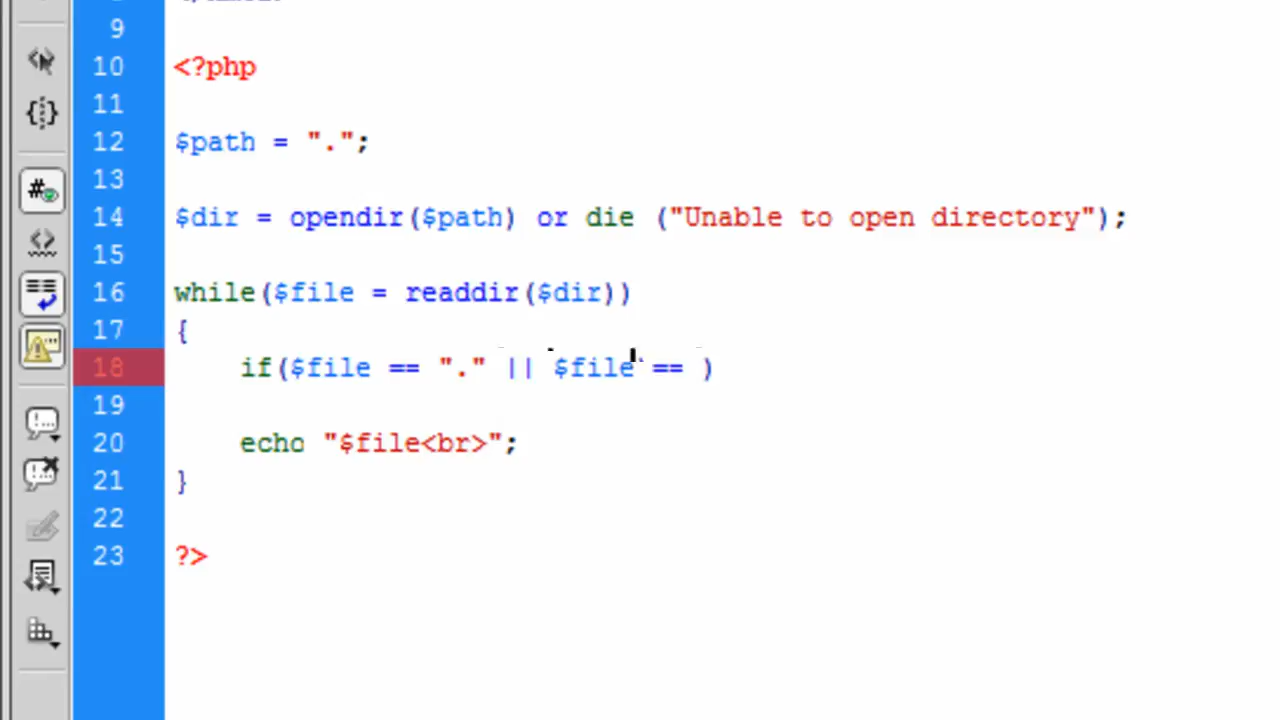 9
10 <?php
11
12 $path = ".";
13
14 $dir = opendir($path) or die ("Unable to open directory");
15
16 while($file = readdir($dir))
17 {
18 if($file == "." || $file == )
19
20 echo "$file<br>";
21 }
22
23 ?>